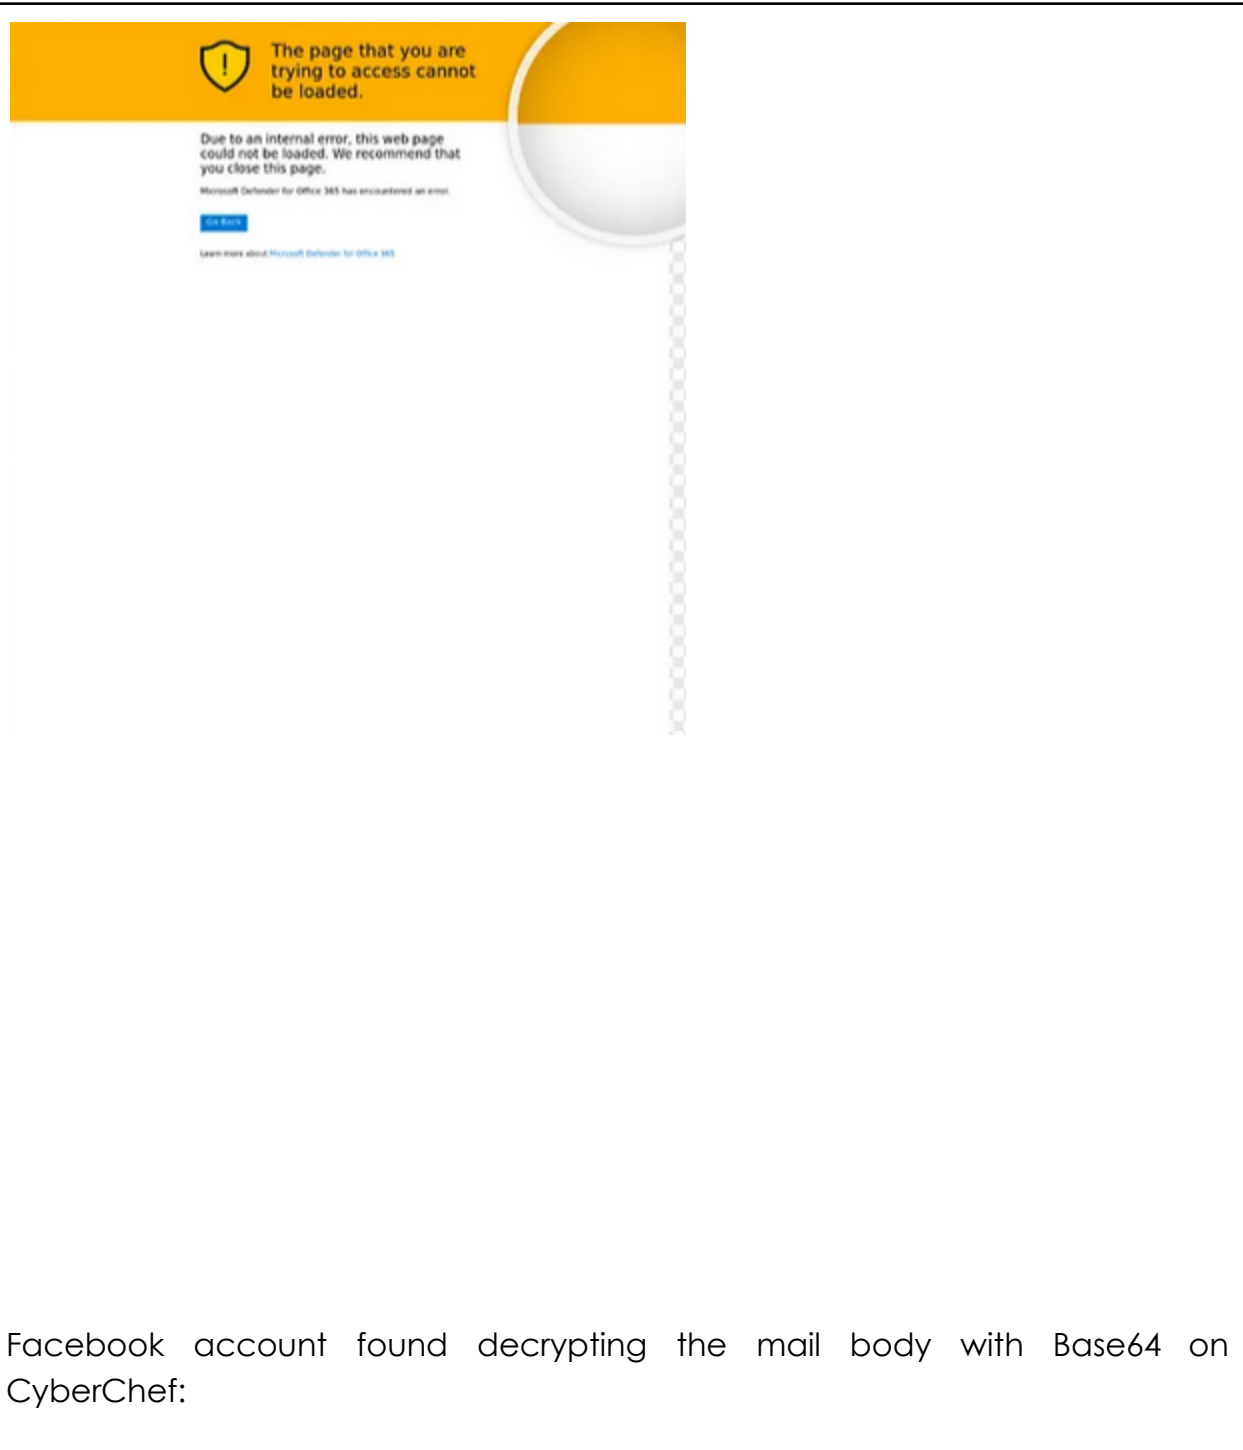 The page that you are
trying to access cannot
be loaded.
Due to an internal error, this web page
could not be loaded. We recommend that
you close this page.
Microsoft Defender for Office 365 has encountered an error.
Go Back
Learn more about Microsoft Defender for Office 365
Facebook account found decrypting the mail body with Base64 on
CyberChef: